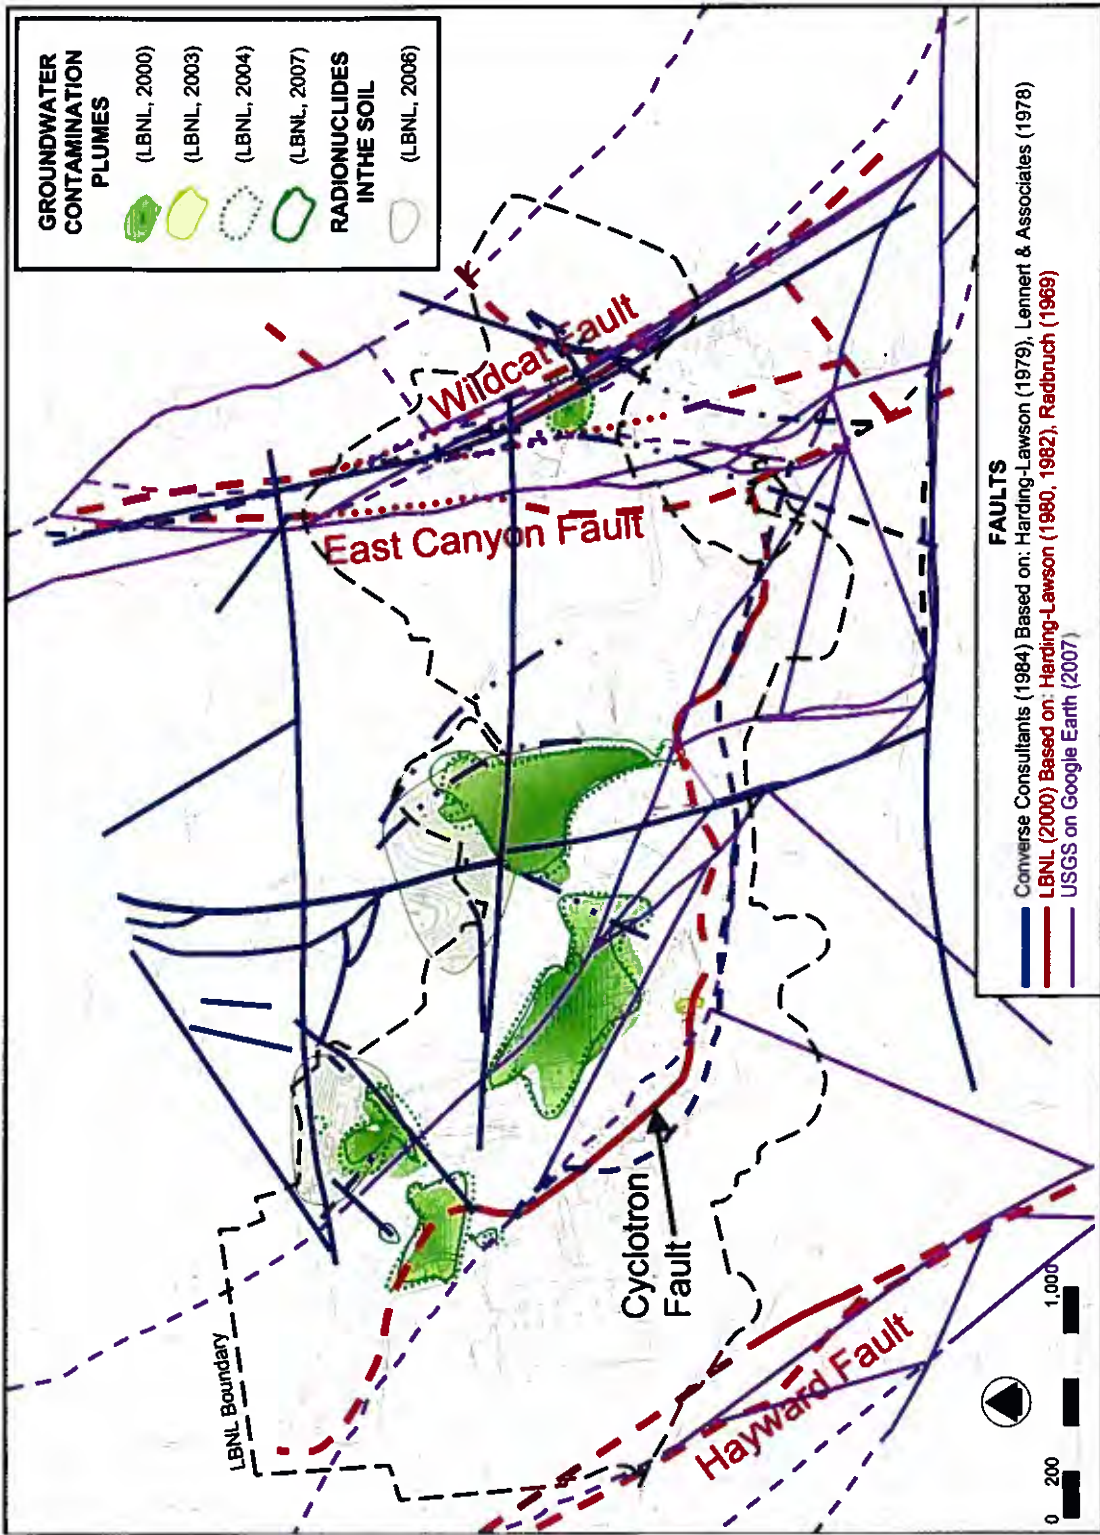 GROUNDWATER
CONTAMINATION
PLUMES
(LBNL, 2000)
(LBNL, 2003)
(LBNL, 2004)
(LBNL, 2007)
RADIONUCLIDES
INTHE SOIL
(LBNL, 2006)
Wildcat Fault
East Canyon Fault
Cyclotron
Fault
LBNL Boundary
Hayward Fault
FAULTS
Converse Consultants (1984) Based on: Harding-Lawson (1979), Lennert & Associates (1978)
LBNL (2000) Based on: Harding-Lawson (1980, 1982), Radbruch (1969)
USGS on Google Earth (2007)
0 200 1,000